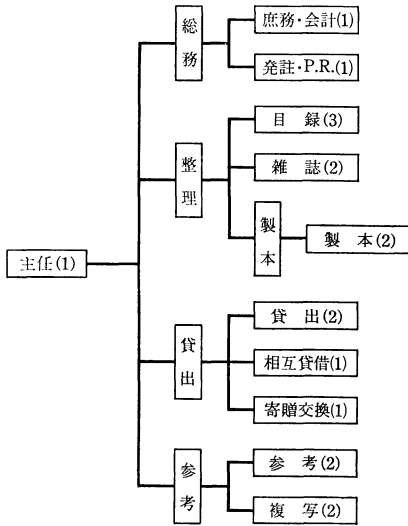 主任(1)
総務
庶務・会計(1)
発註・P.R.(1)
整理
目録(3)
雑誌(2)
製本
製本(2)
貸出
貸出(2)
相互貸借(1)
寄贈交換(1)
参考
参考(2)
複写(2)